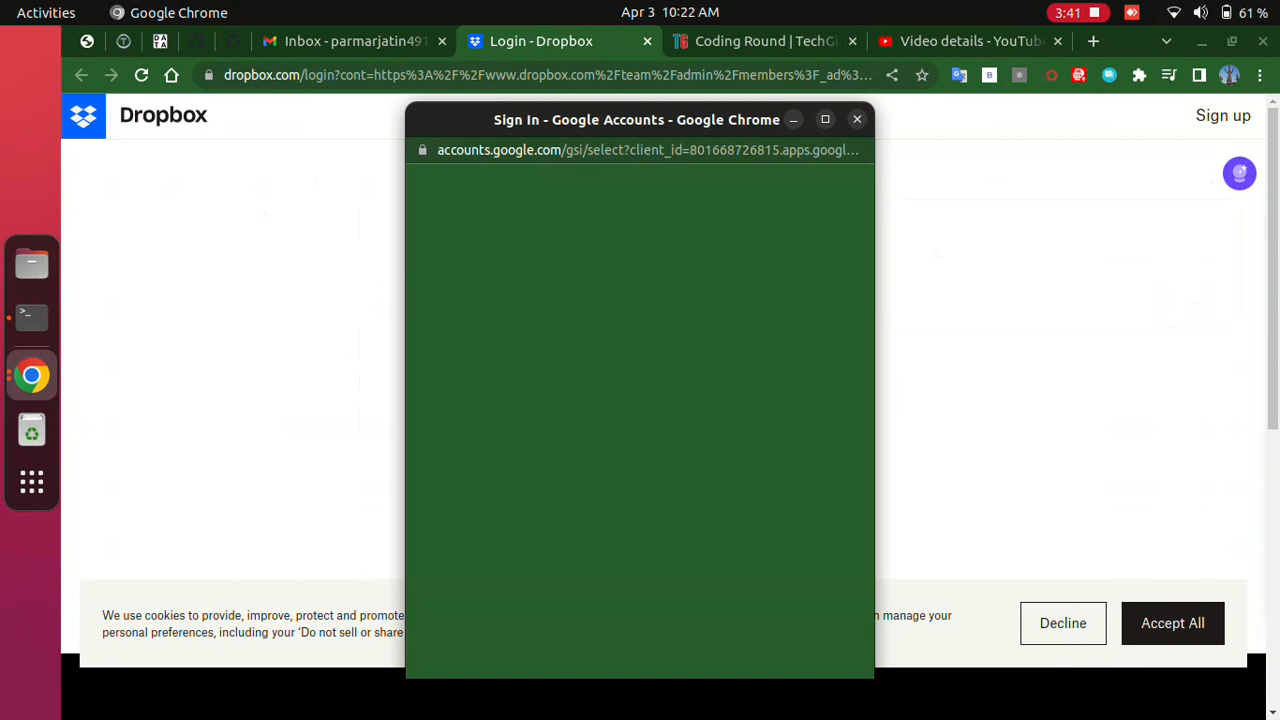 Activities
Google Chrome
Apr 3 10:22 AM
3:41
61 %
DA
TA
Inbox - parmarjatin491
Login - Dropbox
TG
Coding Round | TechGi
Video details - YouTube
dropbox.com/login?cont=https%3A%2F%2Fwww.dropbox.com%2Fteam%2Fadmin%2Fmembers%3F_ad%3...
B
Dropbox
Sign up
Sign In - Google Accounts - Google Chrome
accounts.google.com/gsi/select?client_id=801668726815.apps.googl...
We use cookies to provide, improve, protect and promote
n manage your
personal preferences, including your ‘Do not sell or share
Decline
Accept All